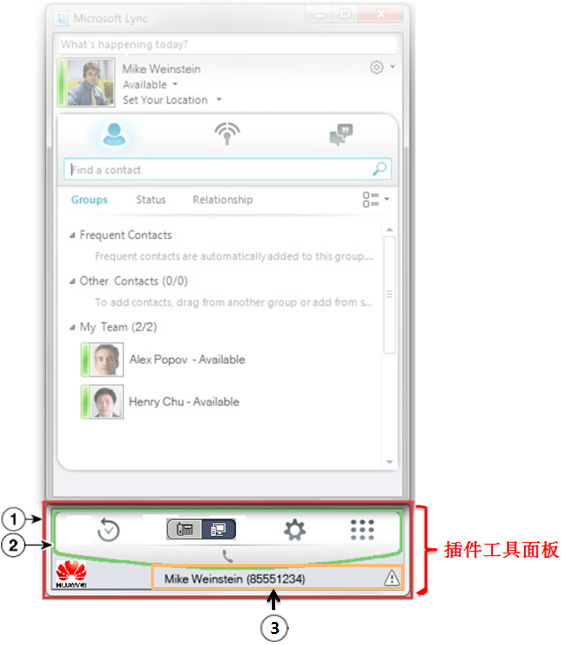 Microsoft Lync
What's happening today?
Mike Weinstein
Available
Set Your Location
Find a contact
Groups Status Relationship
Frequent Contacts
Frequent contacts are automatically added to this group....
Other Contacts (0/0)
To add contacts, drag from another group or add from s...
My Team (2/2)
Alex Popov - Available
Henry Chu - Available
1
2
插件工具面板
HUAWEI
Mike Weinstein (85551234)
3